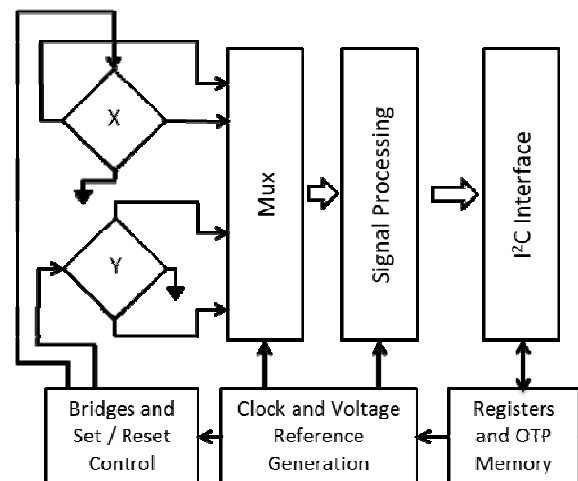 X
Y
Mux
Signal Processing
I²C Interface
Bridges and
Set / Reset
Control
Clock and Voltage
Reference
Generation
Registers
and OTP
Memory